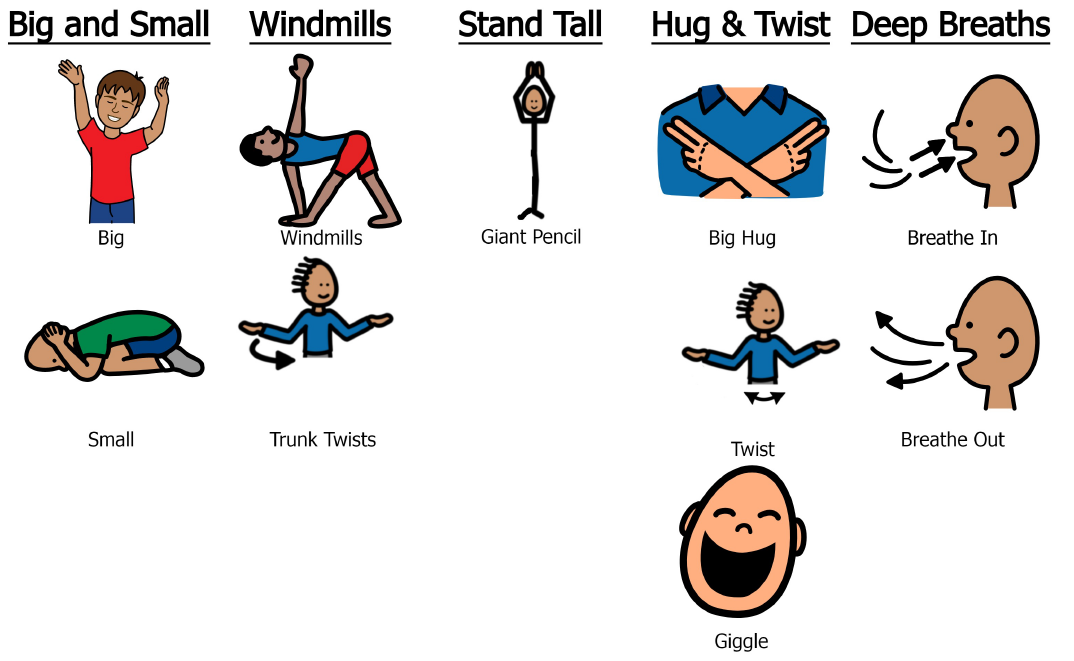 Big and Small
Windmills
Stand Tall
Hug & Twist
Deep Breaths
Big
Windmills
Giant Pencil
Big Hug
Breathe In
Small
Trunk Twists
Twist
Breathe Out
Giggle